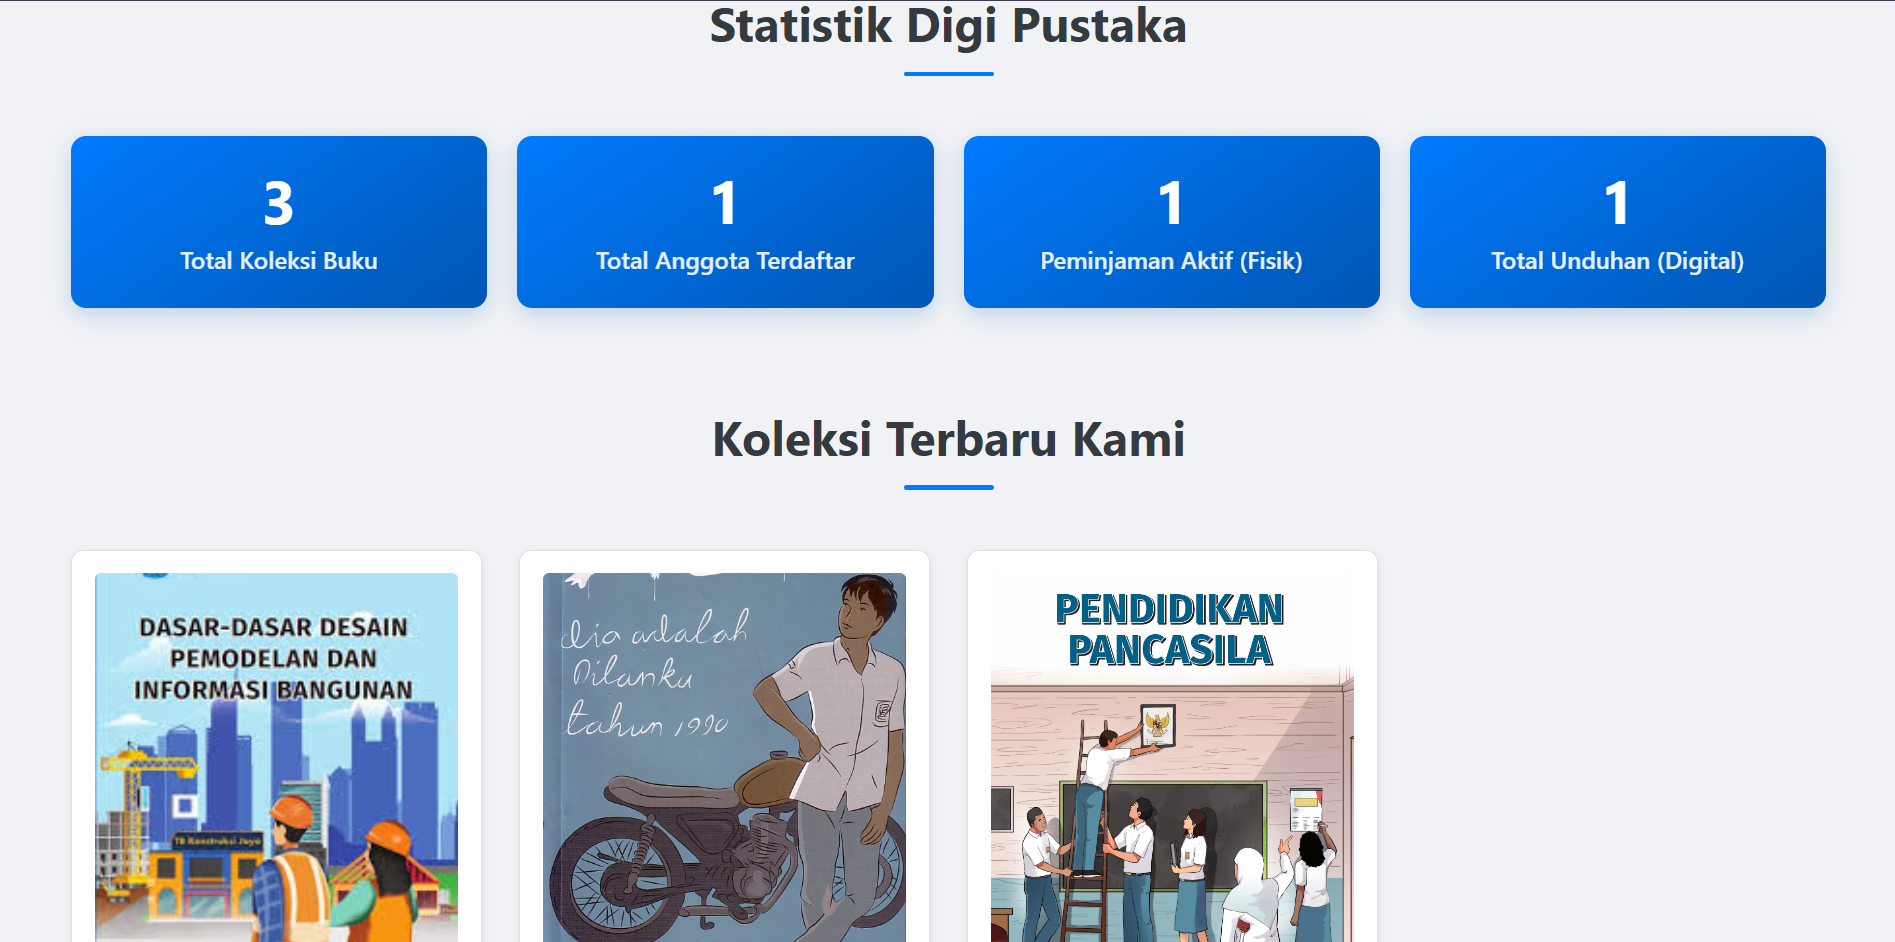 Statistik Digi Pustaka
3
Total Koleksi Buku
1
Total Anggota Terdaftar
1
Peminjaman Aktif (Fisik)
1
Total Unduhan (Digital)
Koleksi Terbaru Kami
DASAR-DASAR DESAIN
PEMODELAN DAN
INFORMASI BANGUNAN
TB Konstruksi Jaya
dia adalah
Dilanku
tahun 1990
PENDIDIKAN
PANCASILA